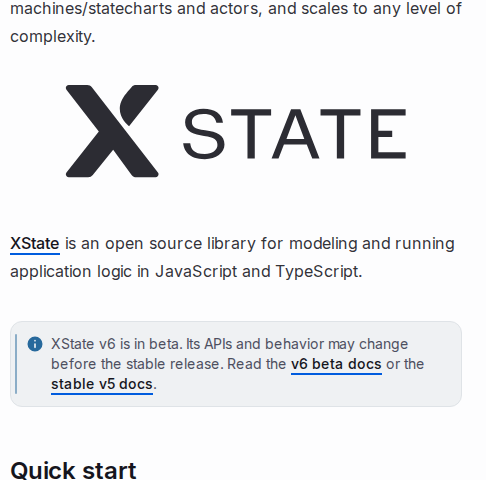 machines/statecharts and actors, and scales to any level of
complexity.
X STATE
XState is an open source library for modeling and running
application logic in JavaScript and TypeScript.
XState v6 is in beta. Its APIs and behavior may change
before the stable release. Read the v6 beta docs or the
stable v5 docs.
Quick start